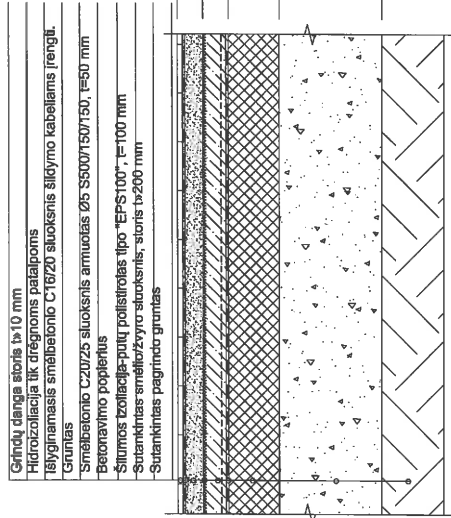 Grindų danga storis t≥10 mm
Hidroizoliacija tik drėgnoms patalpoms
Išlyginamasis smėlbetonio C16/20 sluoksnis šildymo kabeliams įrengti.
Gruntas
Smėlbetonio C20/25 sluoksnis armuotas Ø5 S500/150/150, t=50 mm
Betonavimo popierius
Šilumos izoliacija-putų polistirolas tipo "EPS100", t=100 mm
Sutankintas smėlio/žvyro sluoksnis, storis t≥200 mm
Sutankintas pagrindo gruntas